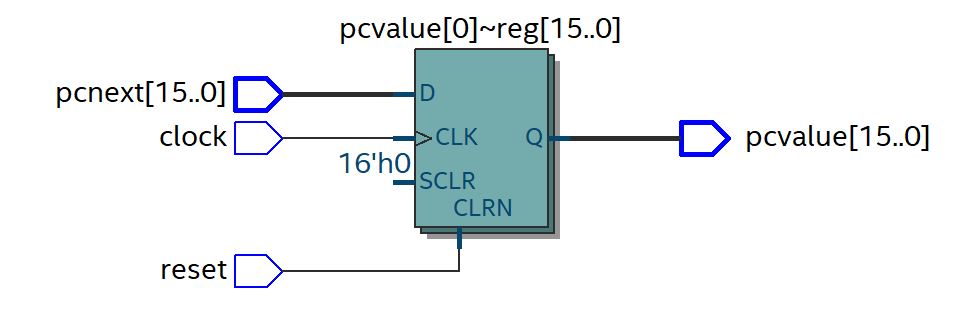 pcvalue[0]~reg[15..0]
pcnext[15..0]
D
clock
CLK
Q
pcvalue[15..0]
16'h0
SCLR
CLRN
reset